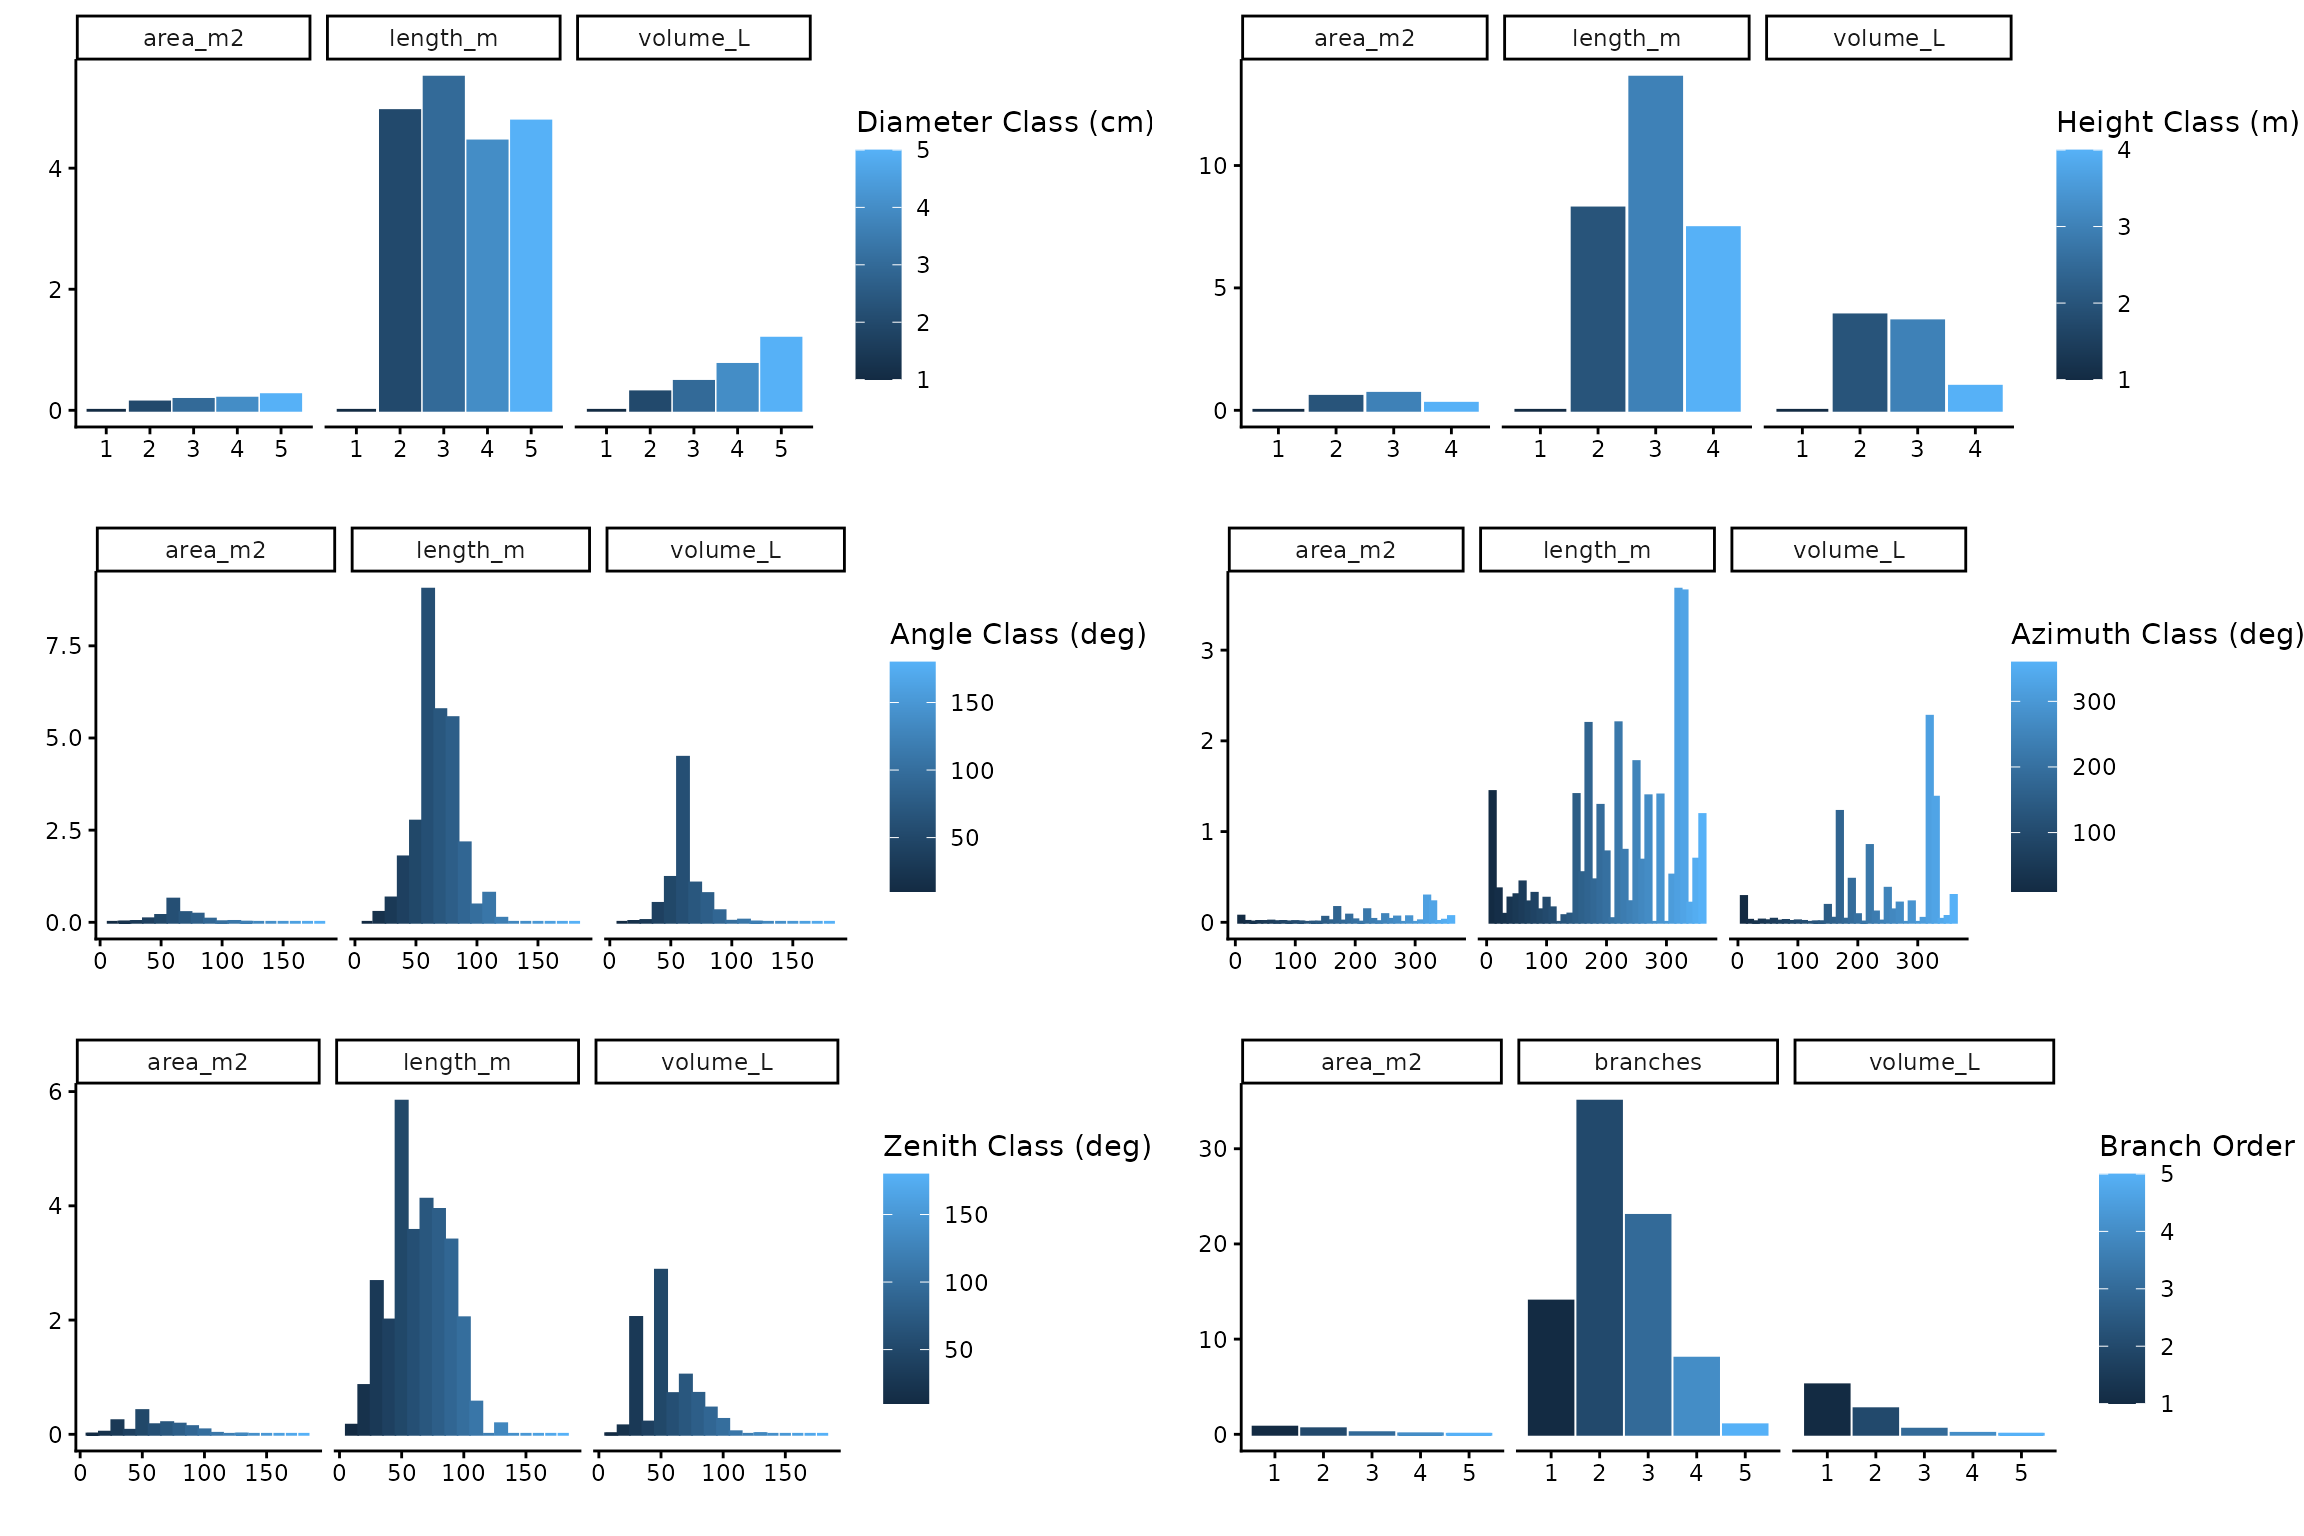 area_m2 length_m volume_L
Diameter Class (cm)
5
4
3
2
1
4
2
0
1 2 3 4 5 1 2 3 4 5 1 2 3 4 5
area_m2 length_m volume_L
Height Class (m)
4
3
2
1
10
5
0
1 2 3 4 1 2 3 4 1 2 3 4
area_m2 length_m volume_L
Angle Class (deg)
150
100
50
7.5
5.0
2.5
0.0
0 50 100 150 0 50 100 150 0 50 100 150
area_m2 length_m volume_L
Azimuth Class (deg)
300
200
100
3
2
1
0
0 100 200 300 0 100 200 300 0 100 200 300
area_m2 length_m volume_L
Zenith Class (deg)
150
100
50
6
4
2
0
0 50 100 150 0 50 100 150 0 50 100 150
area_m2 branches volume_L
Branch Order
5
4
3
2
1
30
20
10
0
1 2 3 4 5 1 2 3 4 5 1 2 3 4 5